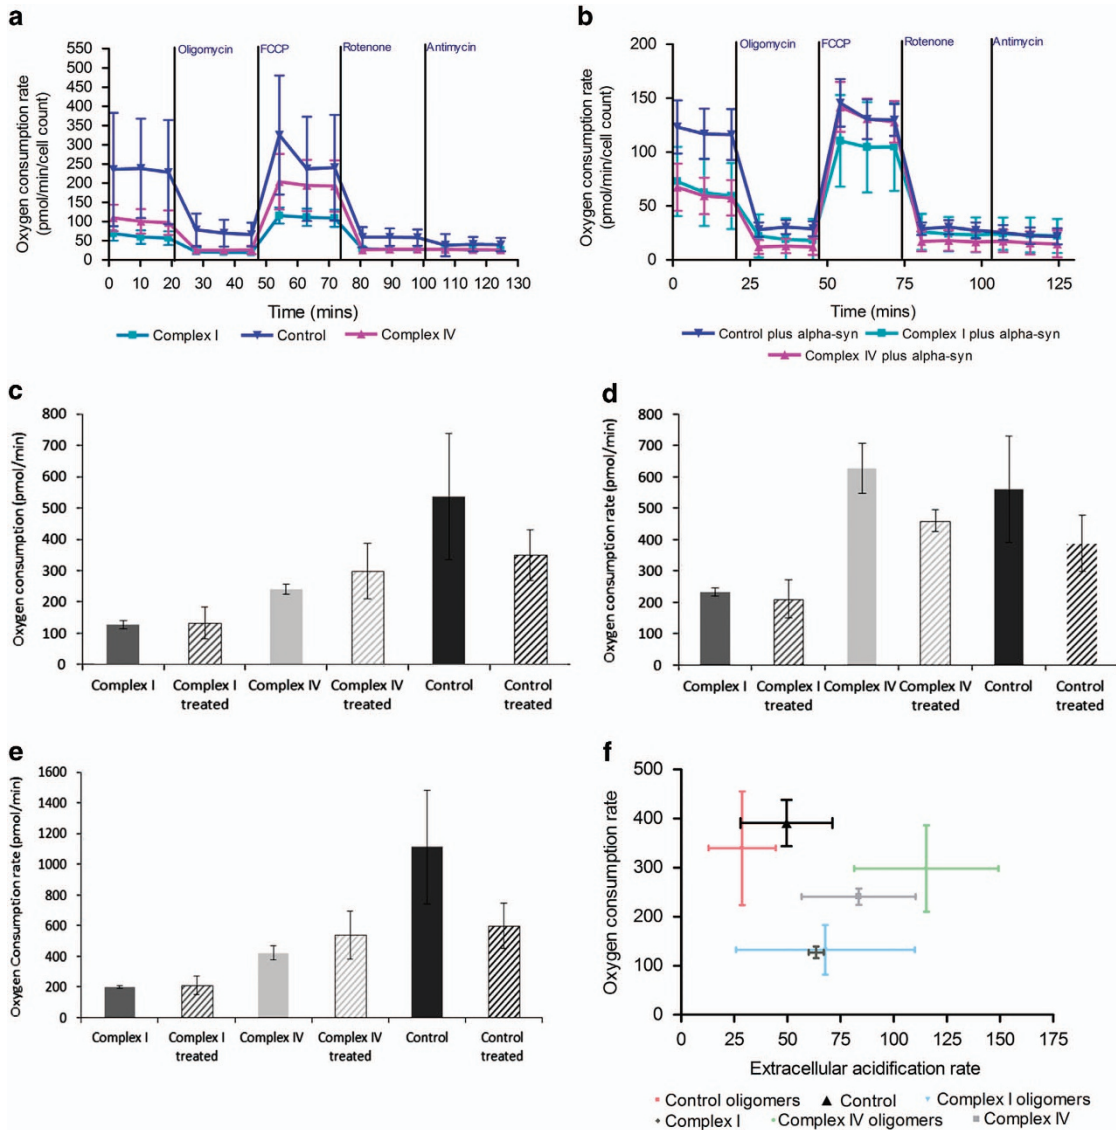 a
Oxygen consumption rate
(pmol/min/cell count)
550
500
450
400
350
300
250
200
150
100
50
0
Oligomycin
FCCP
Rotenone
Antimycin
0 10 20 30 40 50 60 70 80 90 100 110 120 130
Time (mins)
Complex I
Control
Complex IV
b
Oxygen consumption rate
(pmol/min/cell count)
200
150
100
50
0
Oligomycin
FCCP
Rotenone
Antimycin
0 25 50 75 100 125
Time (mins)
Control plus alpha-syn
Complex I plus alpha-syn
Complex IV plus alpha-syn
c
Oxygen consumption (pmol/min)
800
700
600
500
400
300
200
100
0
Complex I
Complex I
treated
Complex IV
Complex IV
treated
Control
Control
treated
d
Oxygen consumption rate (pmol/min)
800
700
600
500
400
300
200
100
0
Complex I
Complex I
treated
Complex IV
Complex IV
treated
Control
Control
treated
e
Oxygen Consumption rate (pmol/min)
1600
1400
1200
1000
800
600
400
200
0
Complex I
Complex I
treated
Complex IV
Complex IV
treated
Control
Control
treated
f
Oxygen consumption rate
500
400
300
200
100
0
0 25 50 75 100 125 150 175
Extracellular acidification rate
Control oligomers
Control
Complex I oligomers
Complex I
Complex IV oligomers
Complex IV